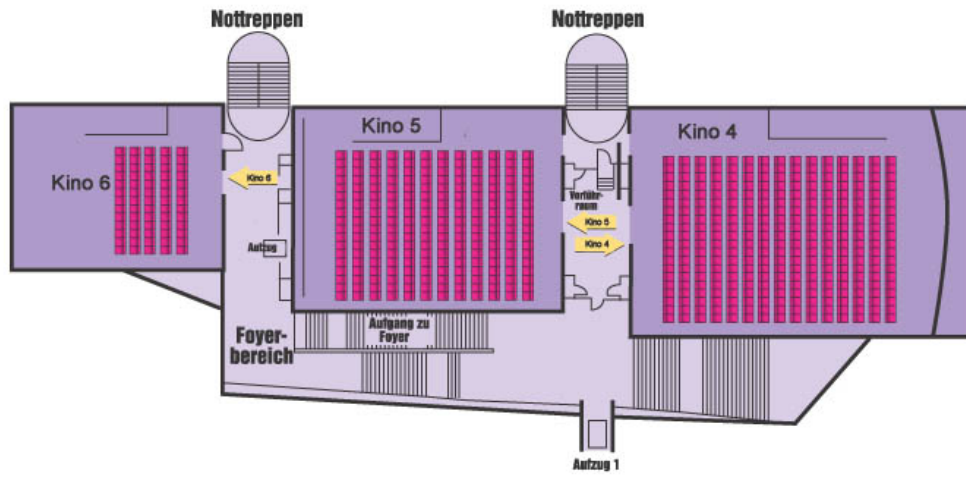 Nottreppen
Nottreppen
Kino 6
Kino 5
Kino 4
Kino 6
Vorführ-
raum
Kino 5
Kino 4
Aufzug
Foyer-
bereich
Aufgang zu
Foyer
Aufzug 1